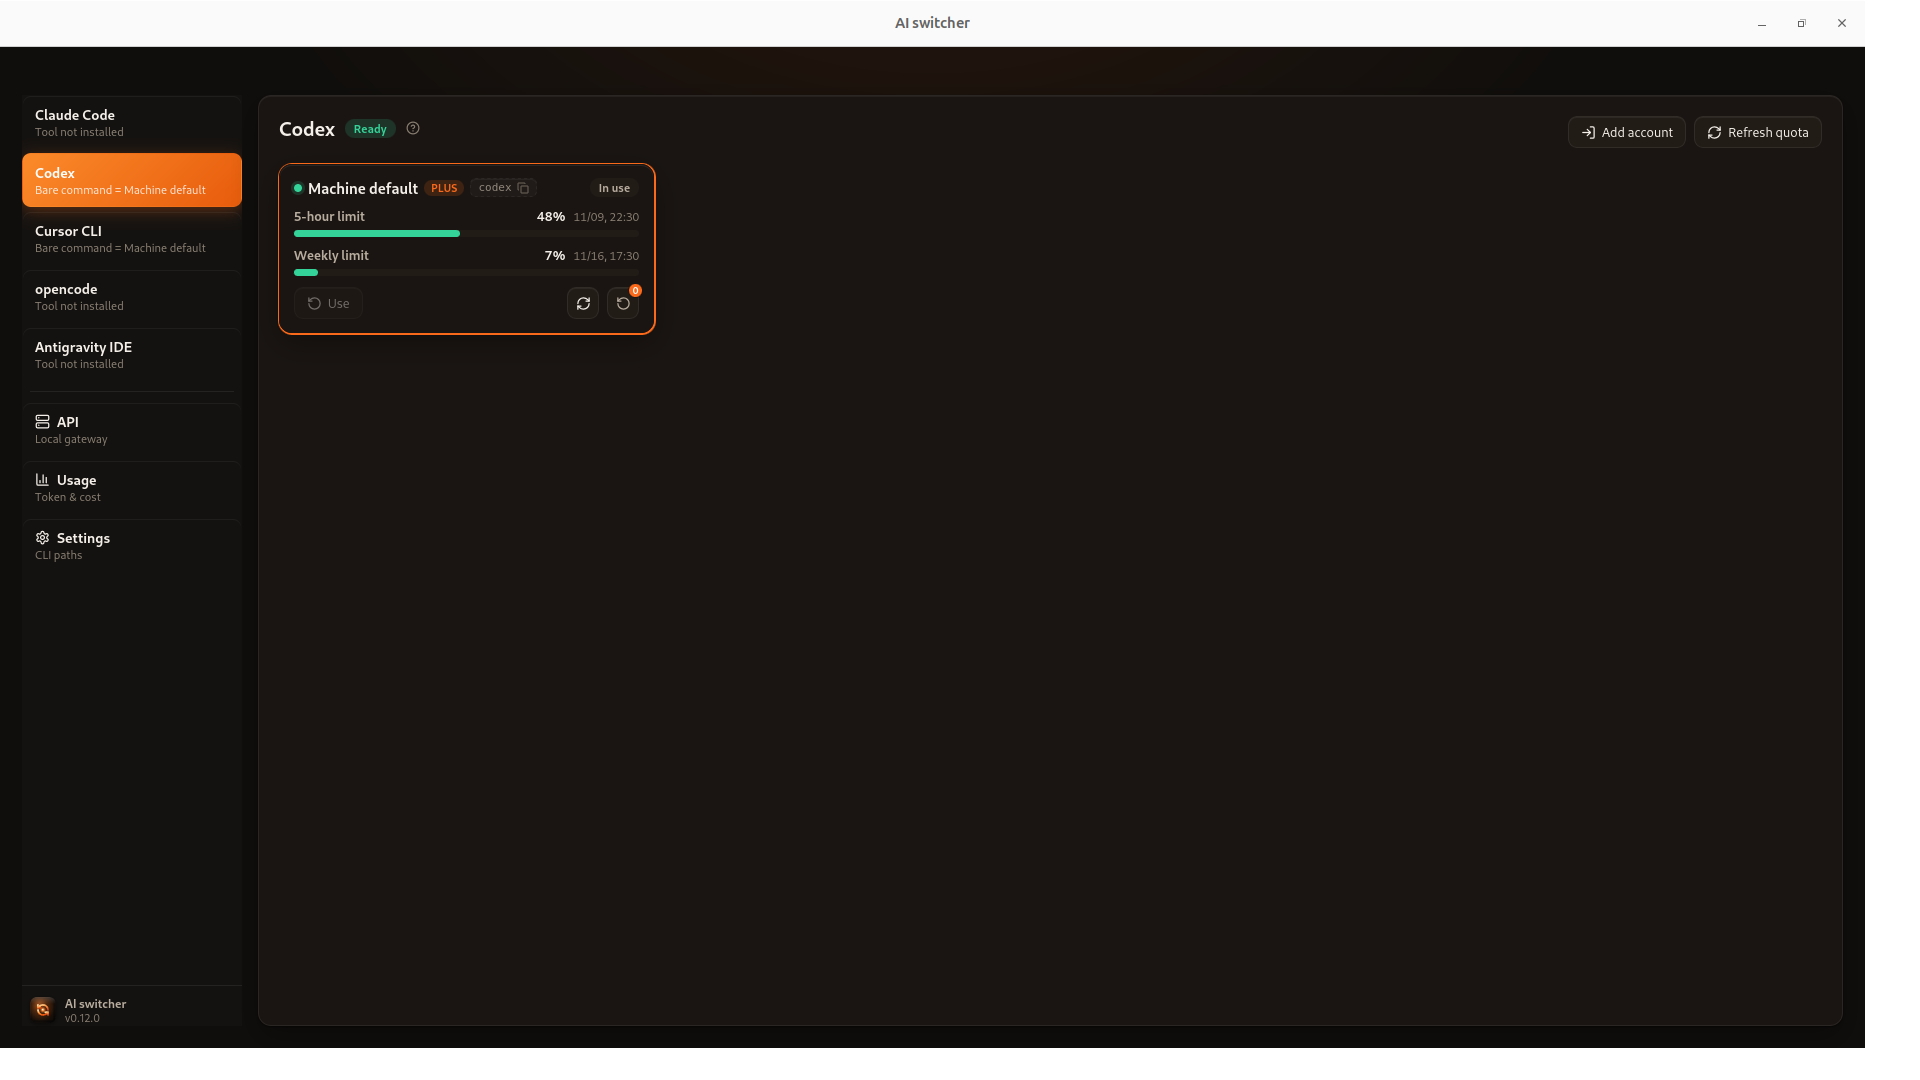 AI switcher
Claude Code
Tool not installed
Codex
Bare command = Machine default
Cursor CLI
Bare command = Machine default
opencode
Tool not installed
Antigravity IDE
Tool not installed
API
Local gateway
Usage
Token & cost
Settings
CLI paths
AI switcher
v0.12.0
Codex Ready
Add account Refresh quota
Machine default PLUS codex In use
5-hour limit 48% 11/09, 22:30
Weekly limit 7% 11/16, 17:30
Use 0